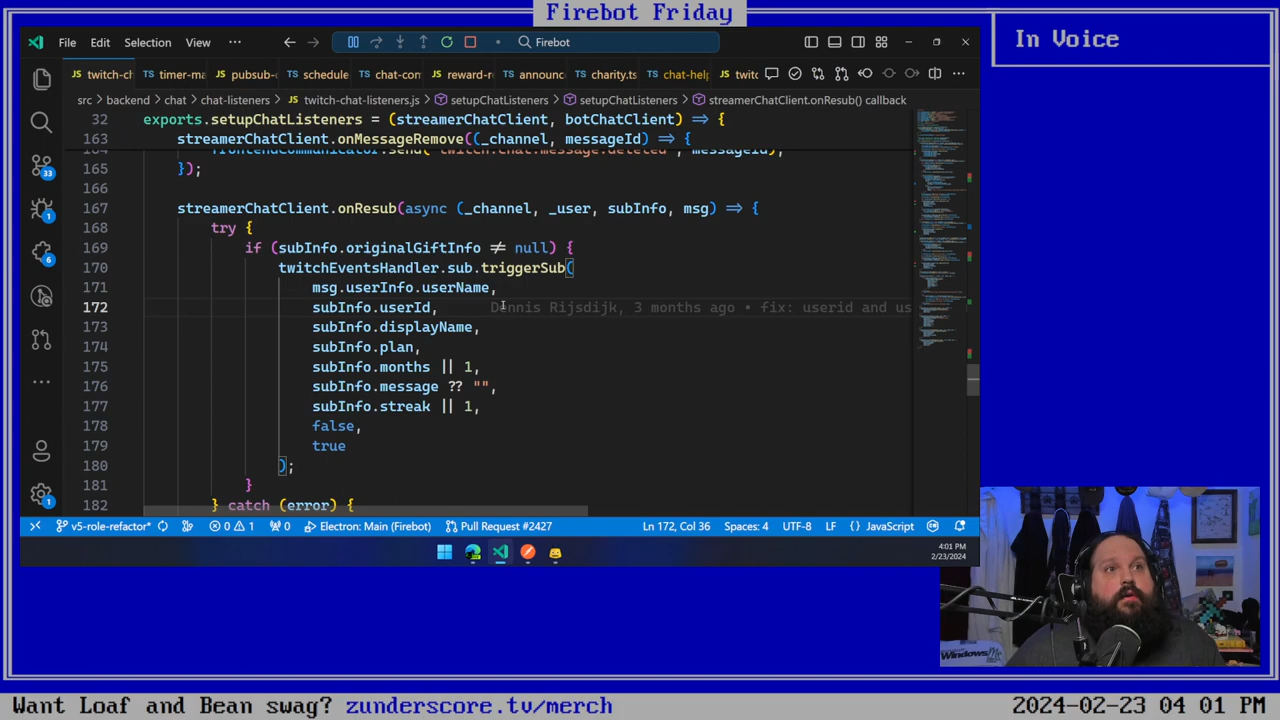 Firebot Friday
File Edit Selection View ··· Firebot
In Voice
twitch-ch timer-ma pubsub- schedule chat-con reward-r announc charity.ts chat-help twitc
src > backend > chat > chat-listeners > twitch-chat-listeners.js > setupChatListeners > setupChatListeners > streamerChatClient.onResub() callback
32 exports.setupChatListeners = (streamerChatClient, botChatClient) => {
163 streamerChatClient.onMessageRemove((_channel, messageId) => {
165 });
166
167 streamerChatClient.onResub(async (_channel, _user, subInfo, msg) => {
168 try {
169 if (subInfo.originalGiftInfo ≠ null) {
170 twitchEventsHandler.sub.triggerSub(
171 msg.userInfo.userName,
172 subInfo.userId, Dennis Rijsdijk, 3 months ago • fix: userid and us
173 subInfo.displayName,
174 subInfo.plan,
175 subInfo.months || 1,
176 subInfo.message ?? "",
177 subInfo.streak || 1,
178 false,
179 true
180 );
181 }
182 } catch (error) {
33
1
6
1
v5-role-refactor* 0 1 0 Electron: Main (Firebot) Pull Request #2427 Ln 172, Col 36 Spaces: 4 UTF-8 LF {} JavaScript
4:01 PM
2/23/2024
Want Loaf and Bean swag? zunderscore.tv/merch 2024-02-23 04:01 PM